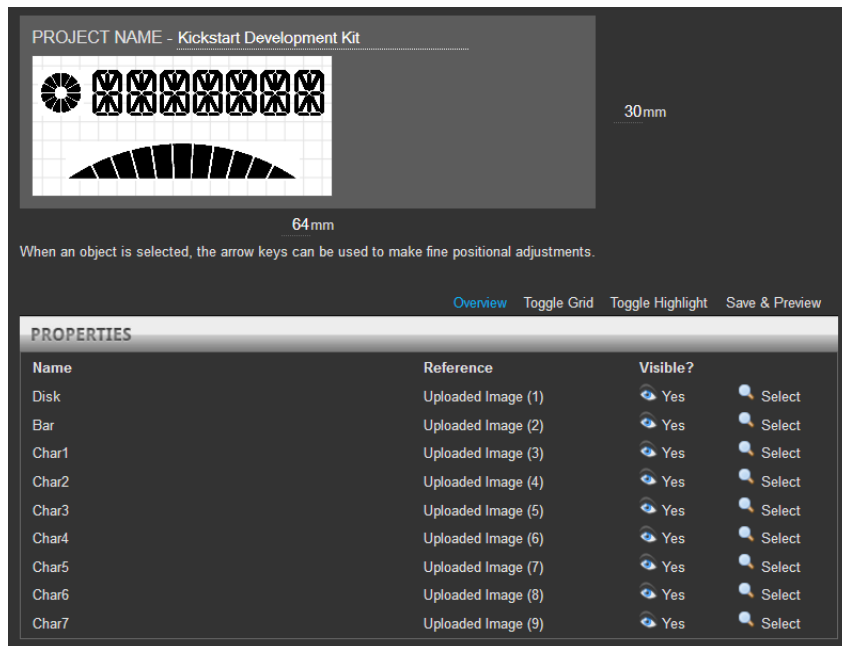 PROJECT NAME - Kickstart Development Kit
30mm
64mm
When an object is selected, the arrow keys can be used to make fine positional adjustments.
Overview Toggle Grid Toggle Highlight Save & Preview
PROPERTIES
Name Reference Visible?
Disk Uploaded Image (1) Yes Select
Bar Uploaded Image (2) Yes Select
Char1 Uploaded Image (3) Yes Select
Char2 Uploaded Image (4) Yes Select
Char3 Uploaded Image (5) Yes Select
Char4 Uploaded Image (6) Yes Select
Char5 Uploaded Image (7) Yes Select
Char6 Uploaded Image (8) Yes Select
Char7 Uploaded Image (9) Yes Select